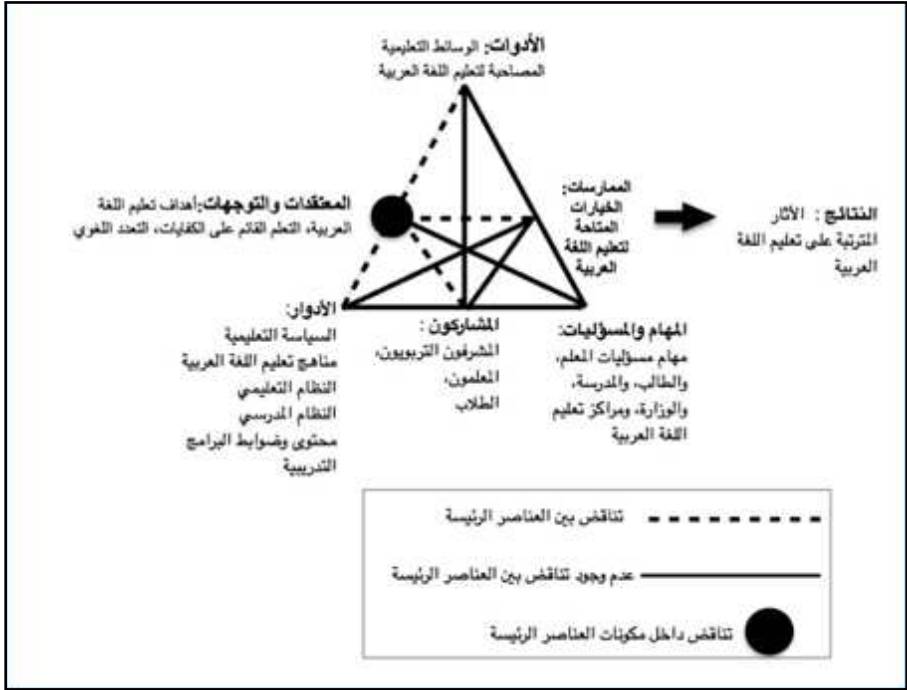 الأدوات: الوسائط التعليمية
المصاحبة لتعليم اللغة العربية
الممارسات:
الخيارات
المتاحة
لتعليم اللغة
العربية
النتائج : الآثار
المترتبة على تعليم اللغة
العربية
المعتقدات والتوجهات:أهداف تعليم اللغة
العربية، التعلم القائم على الكفايات، التعدد اللغوي
المهام والمسؤليات:
مهام مسؤليات المعلم،
والطالب، والمدرسة،
والوزارة، ومراكز تعليم
اللغة العربية
المشاركون :
المشرفون التربويون،
المعلمون،
الطلاب
الأدوار:
السياسة التعليمية
مناهج تعليم اللغة العربية
النظام التعليمي
النظام المدرسي
محتوى وضوابط البرامج
التدريبية
تناقض بين العناصر الرئيسة
عدم وجود تناقض بين العناصر الرئيسة
تناقض داخل مكونات العناصر الرئيسة